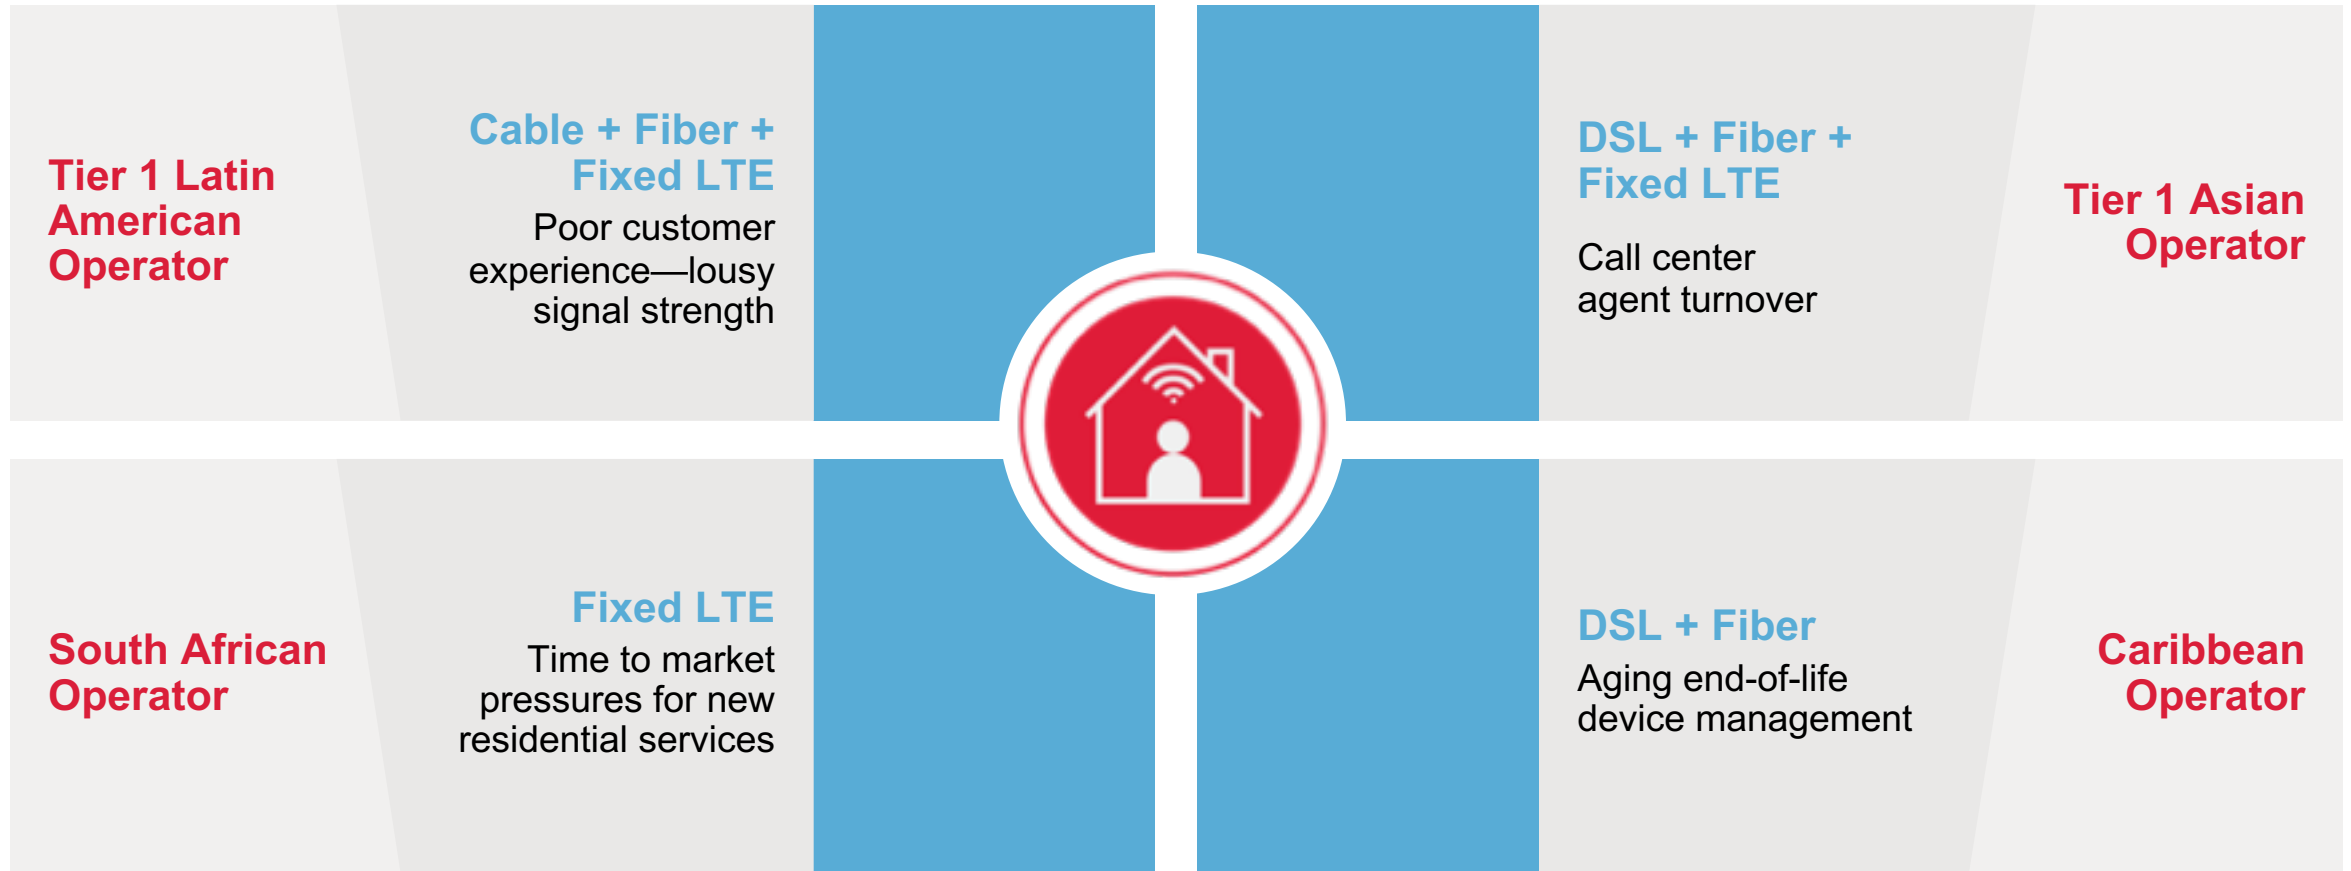 Tier 1 Latin
American
Operator
Cable + Fiber +
Fixed LTE
Poor customer
experience—lousy
signal strength
DSL + Fiber +
Fixed LTE
Call center
agent turnover
Tier 1 Asian
Operator
South African
Operator
Fixed LTE
Time to market
pressures for new
residential services
DSL + Fiber
Aging end-of-life
device management
Caribbean
Operator